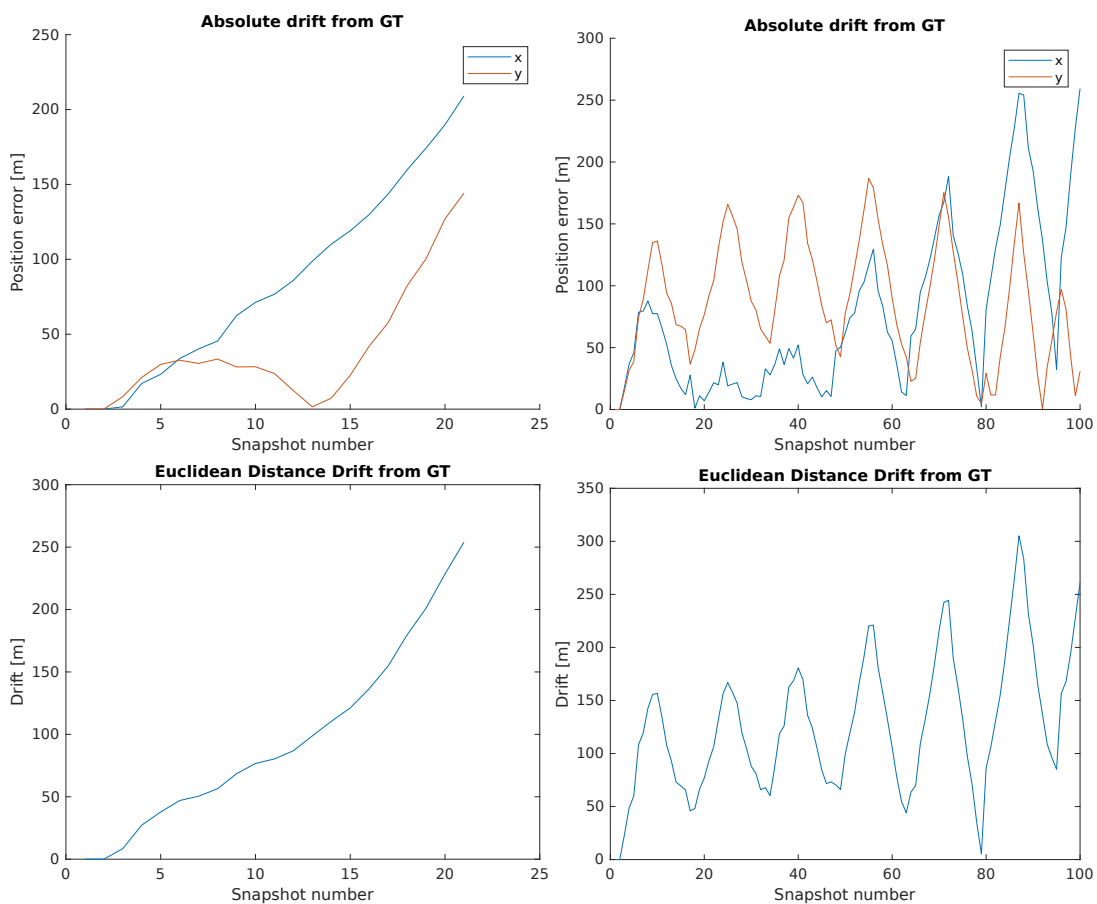 Absolute drift from GT
250
200
150
100
50
0
Position error [m]
x
y
0 5 10 15 20 25
Snapshot number
Absolute drift from GT
300
250
200
150
100
50
0
Position error [m]
x
y
0 20 40 60 80 100
Snapshot number
Euclidean Distance Drift from GT
300
250
200
150
100
50
0
Drift [m]
0 5 10 15 20 25
Snapshot number
Euclidean Distance Drift from GT
350
300
250
200
150
100
50
0
Drift [m]
0 20 40 60 80 100
Snapshot number